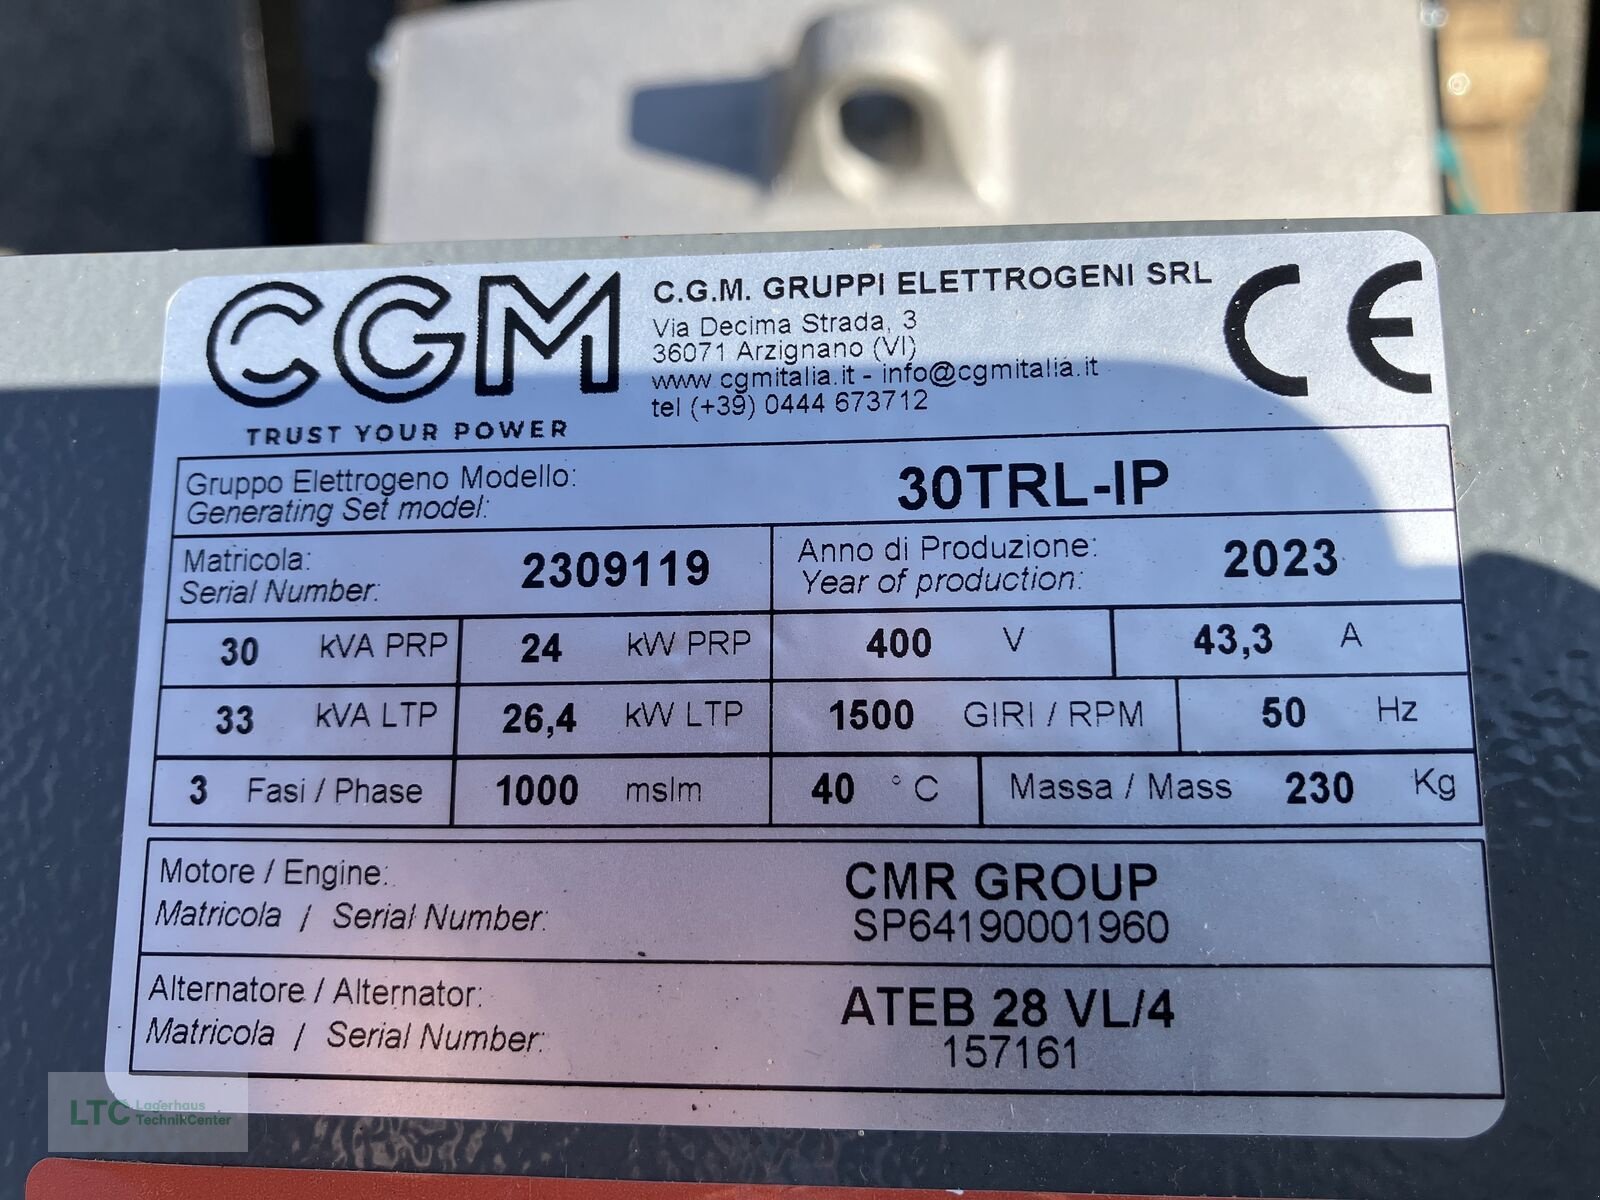 CGM
TRUST YOUR POWER
C.G.M. GRUPPI ELETTROGENI SRL
Via Decima Strada, 3
36071 Arzignano (VI)
www.cgmitalia.it - info@cgmitalia.it
tel (+39) 0444 673712
CE
Gruppo Elettrogeno Modello:
Generating Set model:
30TRL-IP
Matricola:
Serial Number:
2309119
Anno di Produzione:
Year of production:
2023
30 kVA PRP 24 kW PRP 400 V 43,3 A
33 kVA LTP 26,4 kW LTP 1500 GIRI / RPM 50 Hz
3 Fasi / Phase 1000 mslm 40 ° C Massa / Mass 230 Kg
Motore / Engine:
Matricola / Serial Number:
CMR GROUP
SP64190001960
Alternatore / Alternator:
Matricola / Serial Number:
ATEB 28 VL/4
157161
LTC Lagerhaus
TechnikCenter